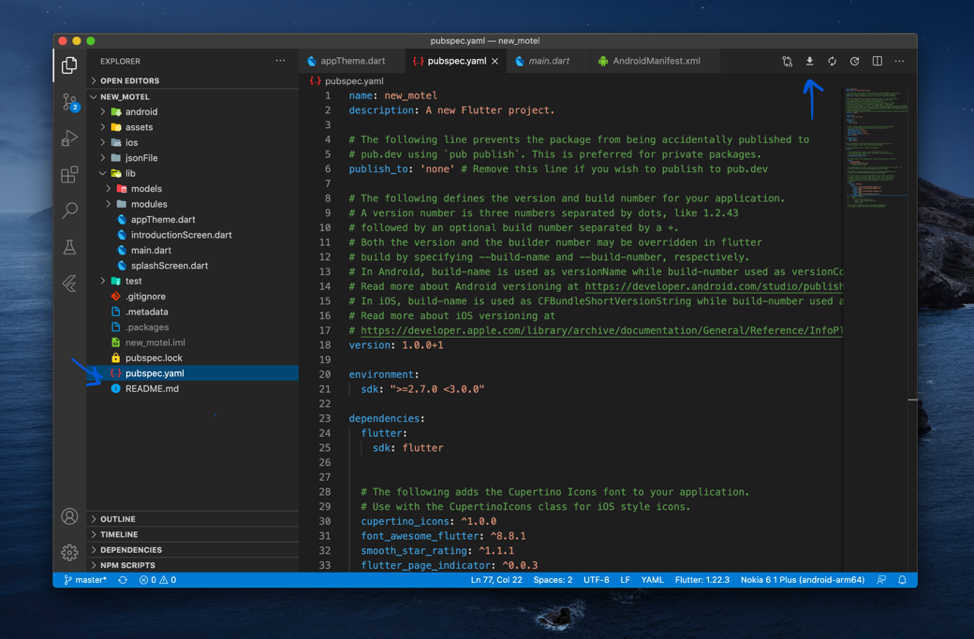 pubspec.yaml — new_motel
EXPLORER
appTheme.dart
pubspec.yaml
main.dart
AndroidManifest.xml
OPEN EDITORS
NEW_MOTEL
android
assets
ios
jsonFile
lib
models
modules
appTheme.dart
introductionScreen.dart
main.dart
splashScreen.dart
test
.gitignore
.metadata
.packages
new_motel.iml
pubspec.lock
pubspec.yaml
README.md
OUTLINE
TIMELINE
DEPENDENCIES
NPM SCRIPTS
2
pubspec.yaml
1 name: new_motel
2 description: A new Flutter project.
3
4 # The following line prevents the package from being accidentally published to
5 # pub.dev using `pub publish`. This is preferred for private packages.
6 publish_to: 'none' # Remove this line if you wish to publish to pub.dev
7
8 # The following defines the version and build number for your application.
9 # A version number is three numbers separated by dots, like 1.2.43
10 # followed by an optional build number separated by a +.
11 # Both the version and the builder number may be overridden in flutter
12 # build by specifying --build-name and --build-number, respectively.
13 # In Android, build-name is used as versionName while build-number used as versionCo
14 # Read more about Android versioning at https://developer.android.com/studio/publish
15 # In iOS, build-name is used as CFBundleShortVersionString while build-number used a
16 # Read more about iOS versioning at
17 # https://developer.apple.com/library/archive/documentation/General/Reference/InfoPl
18 version: 1.0.0+1
19
20 environment:
21 sdk: ">=2.7.0 <3.0.0"
22
23 dependencies:
24 flutter:
25 sdk: flutter
26
27
28 # The following adds the Cupertino Icons font to your application.
29 # Use with the CupertinoIcons class for iOS style icons.
30 cupertino_icons: ^1.0.0
31 font_awesome_flutter: ^8.8.1
32 smooth_star_rating: ^1.1.1
33 flutter_page_indicator: ^0.0.3
master* 0 0 Ln 77, Col 22 Spaces: 2 UTF-8 LF YAML Flutter: 1.22.3 Nokia 6 1 Plus (android-arm64)